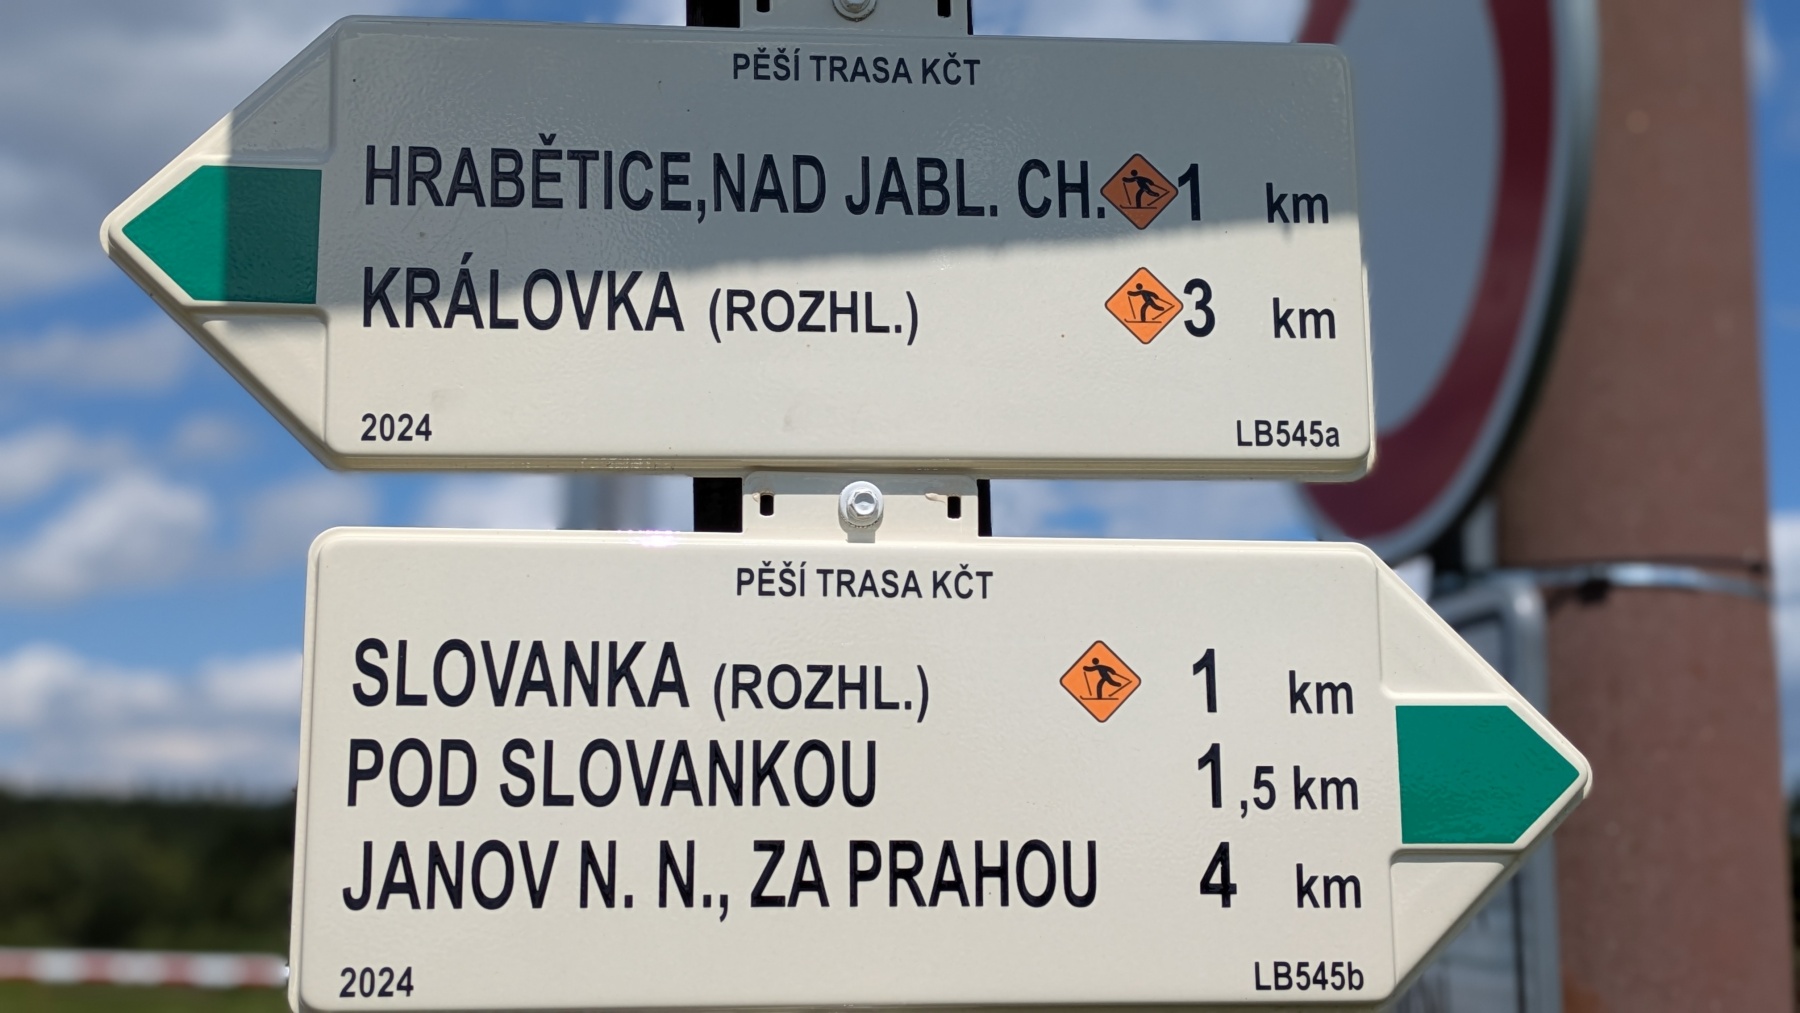 PĚŠÍ TRASA KČT
HRABĚTICE,NAD JABL. CH. 1 km
KRÁLOVKA (ROZHL.) 3 km
2024 LB545a
PĚŠÍ TRASA KČT
SLOVANKA (ROZHL.) 1 km
POD SLOVANKOU 1,5 km
JANOV N. N., ZA PRAHOU 4 km
2024 LB545b